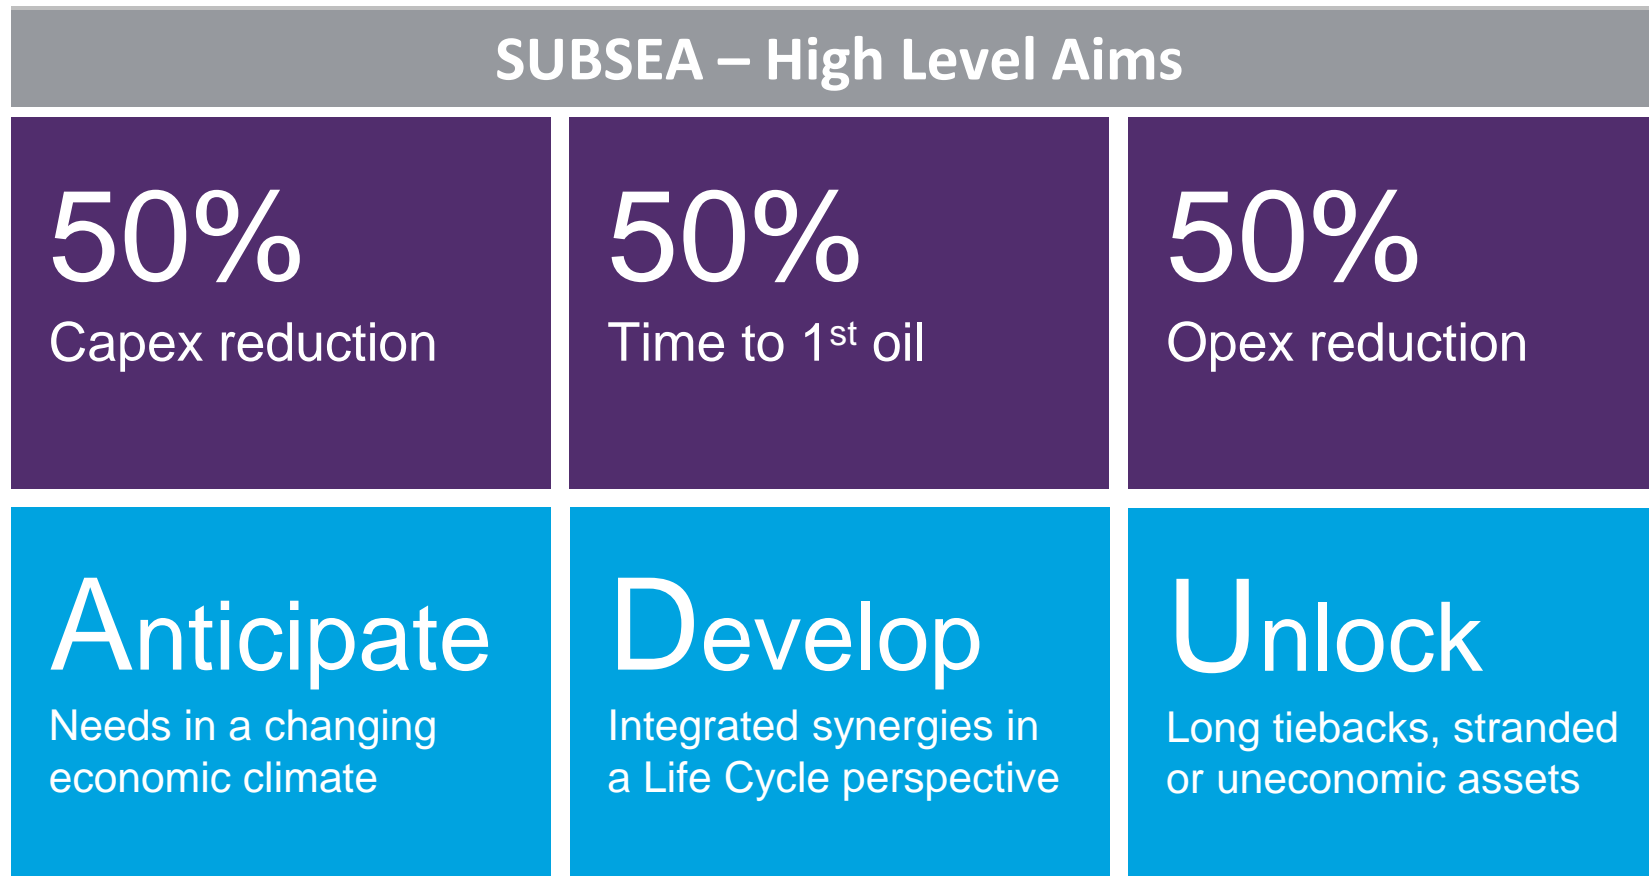 SUBSEA – High Level Aims
50%
Capex reduction
50%
Time to 1st oil
50%
Opex reduction
Anticipate
Needs in a changing
economic climate
Develop
Integrated synergies in
a Life Cycle perspective
Unlock
Long tiebacks, stranded
or uneconomic assets